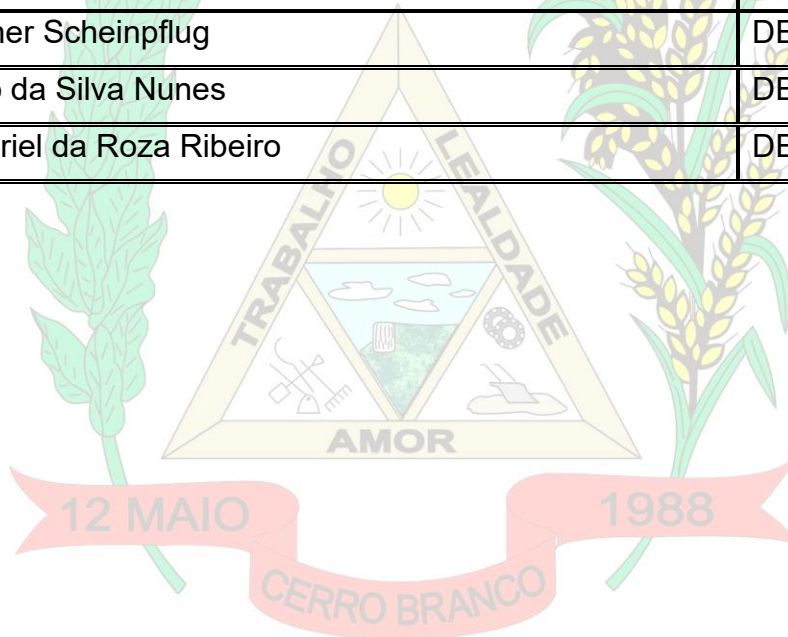 ner Scheinpflug DE
da Silva Nunes DE
riel da Roza Ribeiro DE
TRABALHO LEALDADE
AMOR
12 MAIO 1988
CERRO BRANCO